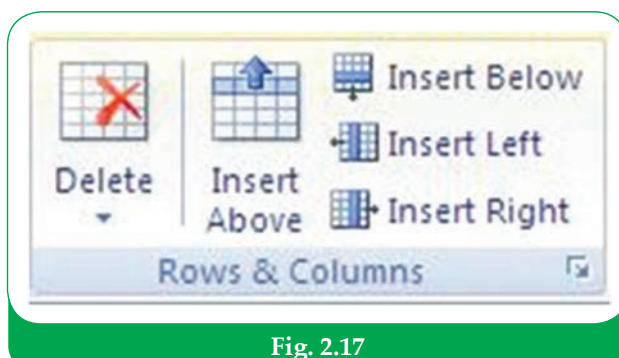 Delete
Insert
Above
Insert Below
Insert Left
Insert Right
Rows & Columns
Fig. 2.17